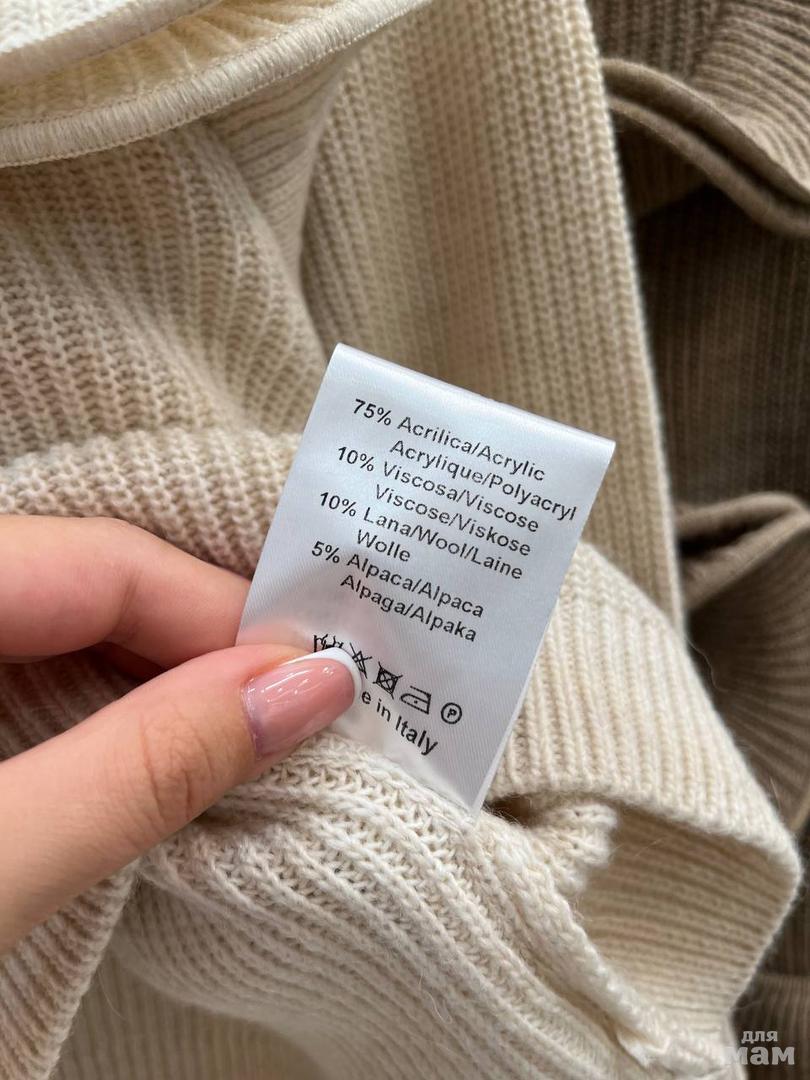 75% Acrilica/Acrylic
Acrylique/Polyacryl
10% Viscosa/Viscose
Viscose/Viskose
10% Lana/Wool/Laine
Wolle
5% Alpaca/Alpaca
Alpaga/Alpaka
P
in Italy
для
мам